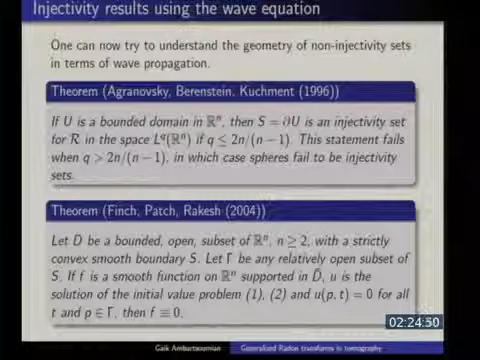 Injectivity results using the wave equation
One can now try to understand the geometry of non-injectivity sets
in terms of wave propagation.
Theorem (Agranovsky, Berenstein, Kuchment (1996))
If U is a bounded domain in ℝⁿ, then S = ∂U is an injectivity set
for R in the space L^q(ℝⁿ) if q ≤ 2n/(n−1). This statement fails
when q > 2n/(n−1), in which case spheres fail to be injectivity
sets.
Theorem (Finch, Patch, Rakesh (2004))
Let D be a bounded, open, subset of ℝⁿ, n ≥ 2, with a strictly
convex smooth boundary S. Let Γ be any relatively open subset of
S. If f is a smooth function on ℝⁿ supported in D̄, u is the
solution of the initial value problem (1), (2) and u(p, t) = 0 for all
t and p ∈ Γ, then f ≡ 0.
02:24:50
Gaik Ambartsoumian Generalized Radon transforms in tomography